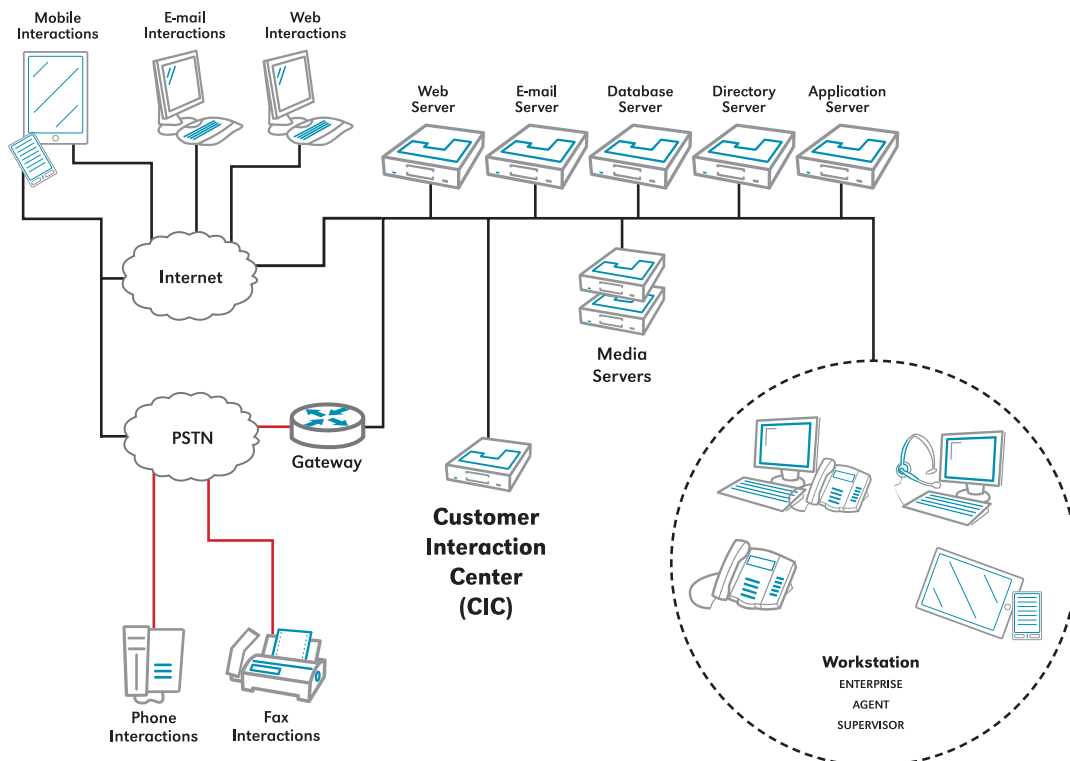 Mobile
Interactions
E-mail
Interactions
Web
Interactions
Web
Server
E-mail
Server
Database
Server
Directory
Server
Application
Server
Internet
Media
Servers
PSTN
Gateway
Customer
Interaction
Center
(CIC)
Phone
Interactions
Fax
Interactions
Workstation
ENTERPRISE
AGENT
SUPERVISOR